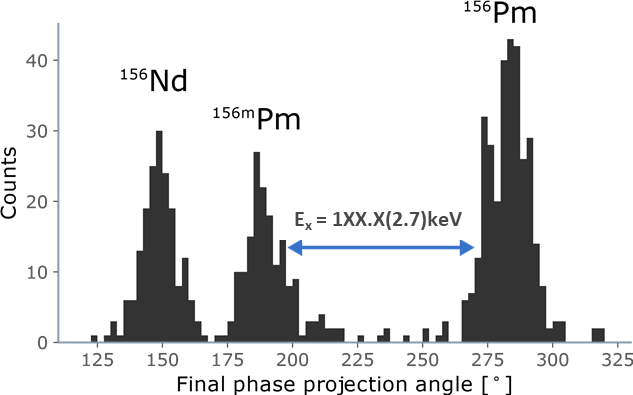 ¹⁵⁶Pm
¹⁵⁶Nd
¹⁵⁶ᵐPm
Eₓ = 1XX.X(2.7)keV
Counts
40
30
20
10
0
125 150 175 200 225 250 275 300 325
Final phase projection angle [°]